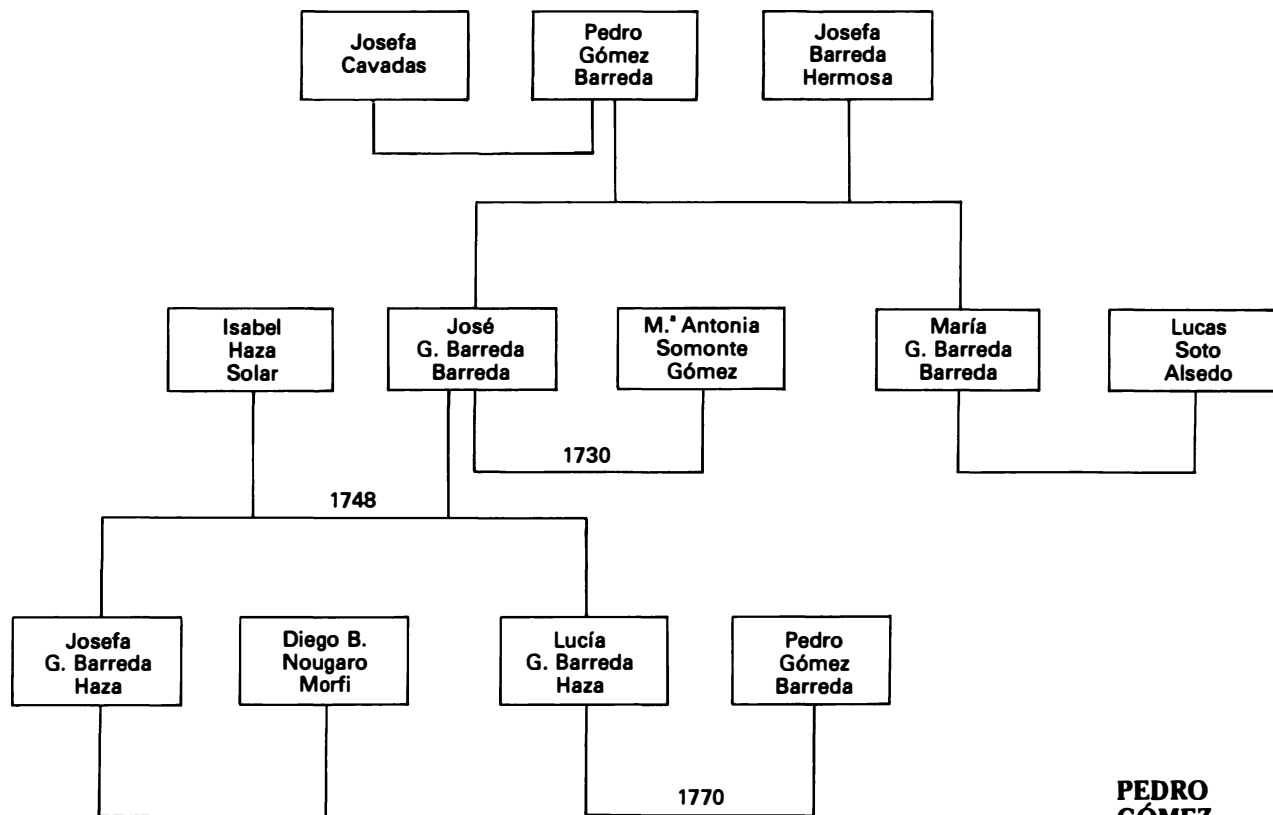 Josefa
Cavadas
Pedro
Gómez
Barreda
Josefa
Barreda
Hermosa
Isabel
Haza
Solar
José
G. Barreda
Barreda
M.ª Antonia
Somonte
Gómez
María
G. Barreda
Barreda
Lucas
Soto
Alsedo
1730
1748
Josefa
G. Barreda
Haza
Diego B.
Nougaro
Morfi
Lucía
G. Barreda
Haza
Pedro
Gómez
Barreda
1770
PEDRO
GÓMEZ